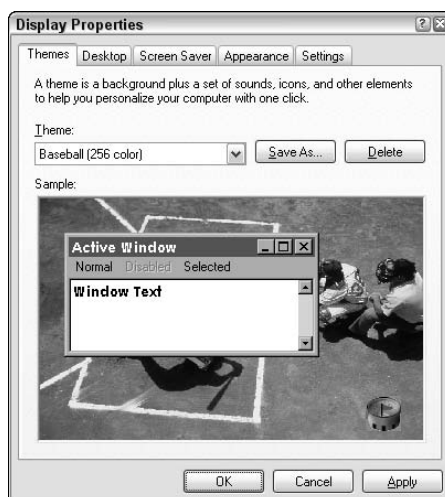 Display Properties
Themes Desktop Screen Saver Appearance Settings
A theme is a background plus a set of sounds, icons, and other elements
to help you personalize your computer with one click.
Theme:
Baseball (256 color) Save As... Delete
Sample:
Active Window
Normal Disabled Selected
Window Text
OK Cancel Apply